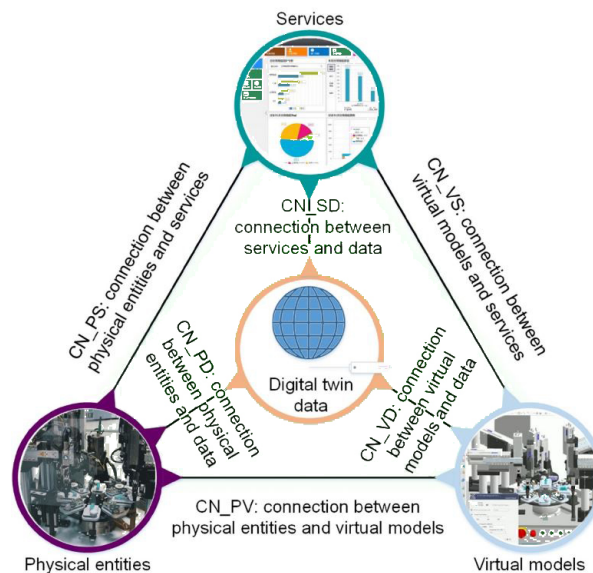 Services
CN_PS: connection between
physical entities and services
CN_VS: connection between
virtual models and services
CN_SD:
connection between
services and data
CN_PD: connection
between physical
entities and data
Digital twin
data
CN_VD: connection
between virtual
models and data
CN_PV: connection between
physical entities and virtual models
Physical entities
Virtual models